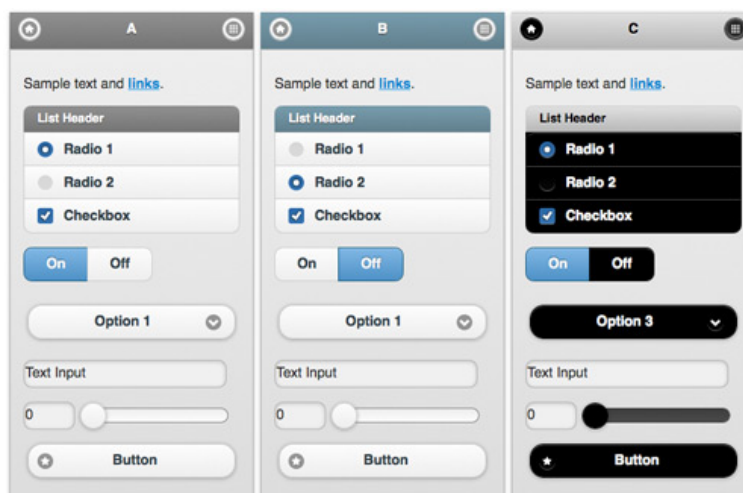 A
Sample text and links.
List Header
Radio 1
Radio 2
Checkbox
On Off
Option 1
Text Input
0
Button
B
Sample text and links.
List Header
Radio 1
Radio 2
Checkbox
On Off
Option 1
Text Input
0
Button
C
Sample text and links.
List Header
Radio 1
Radio 2
Checkbox
On Off
Option 3
Text Input
0
Button